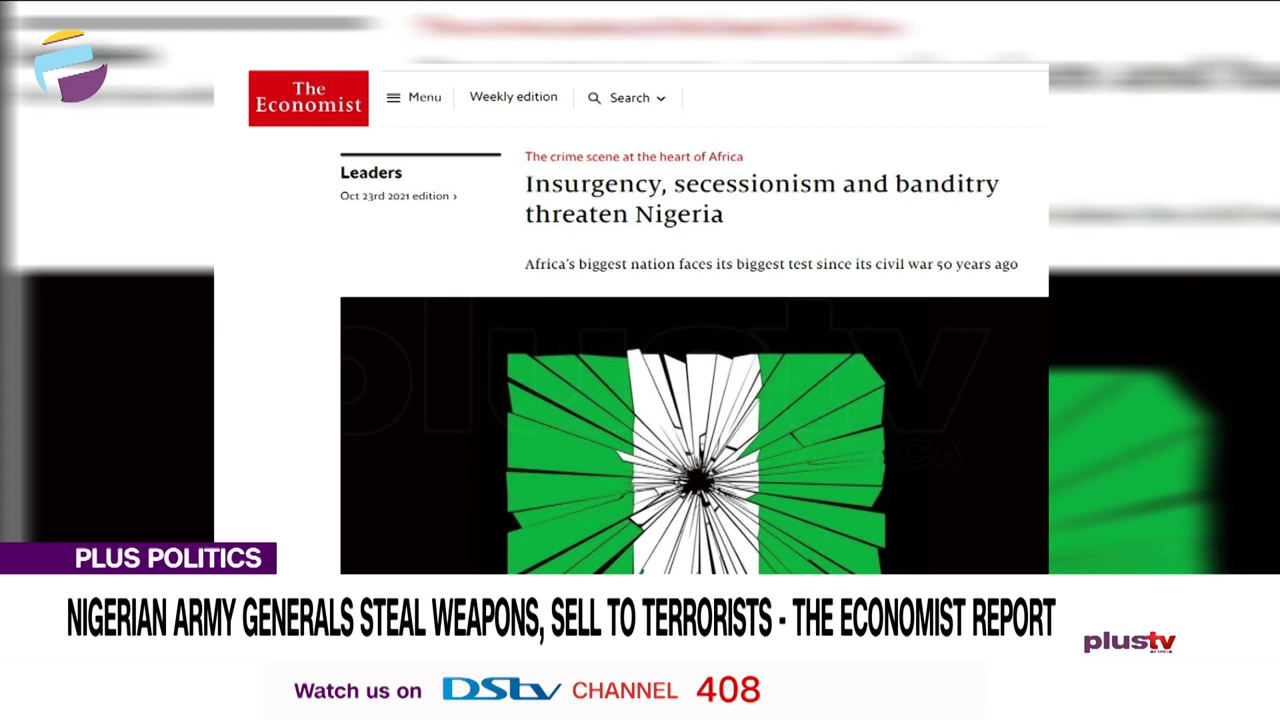 The
Economist
Menu
Weekly edition
Search
Leaders
Oct 23rd 2021 edition ›
The crime scene at the heart of Africa
Insurgency, secessionism and banditry
threaten Nigeria
Africa's biggest nation faces its biggest test since its civil war 50 years ago
plustv
PLUS POLITICS
NIGERIAN ARMY GENERALS STEAL WEAPONS, SELL TO TERRORISTS - THE ECONOMIST REPORT
plustv
Watch us on DStv CHANNEL 408